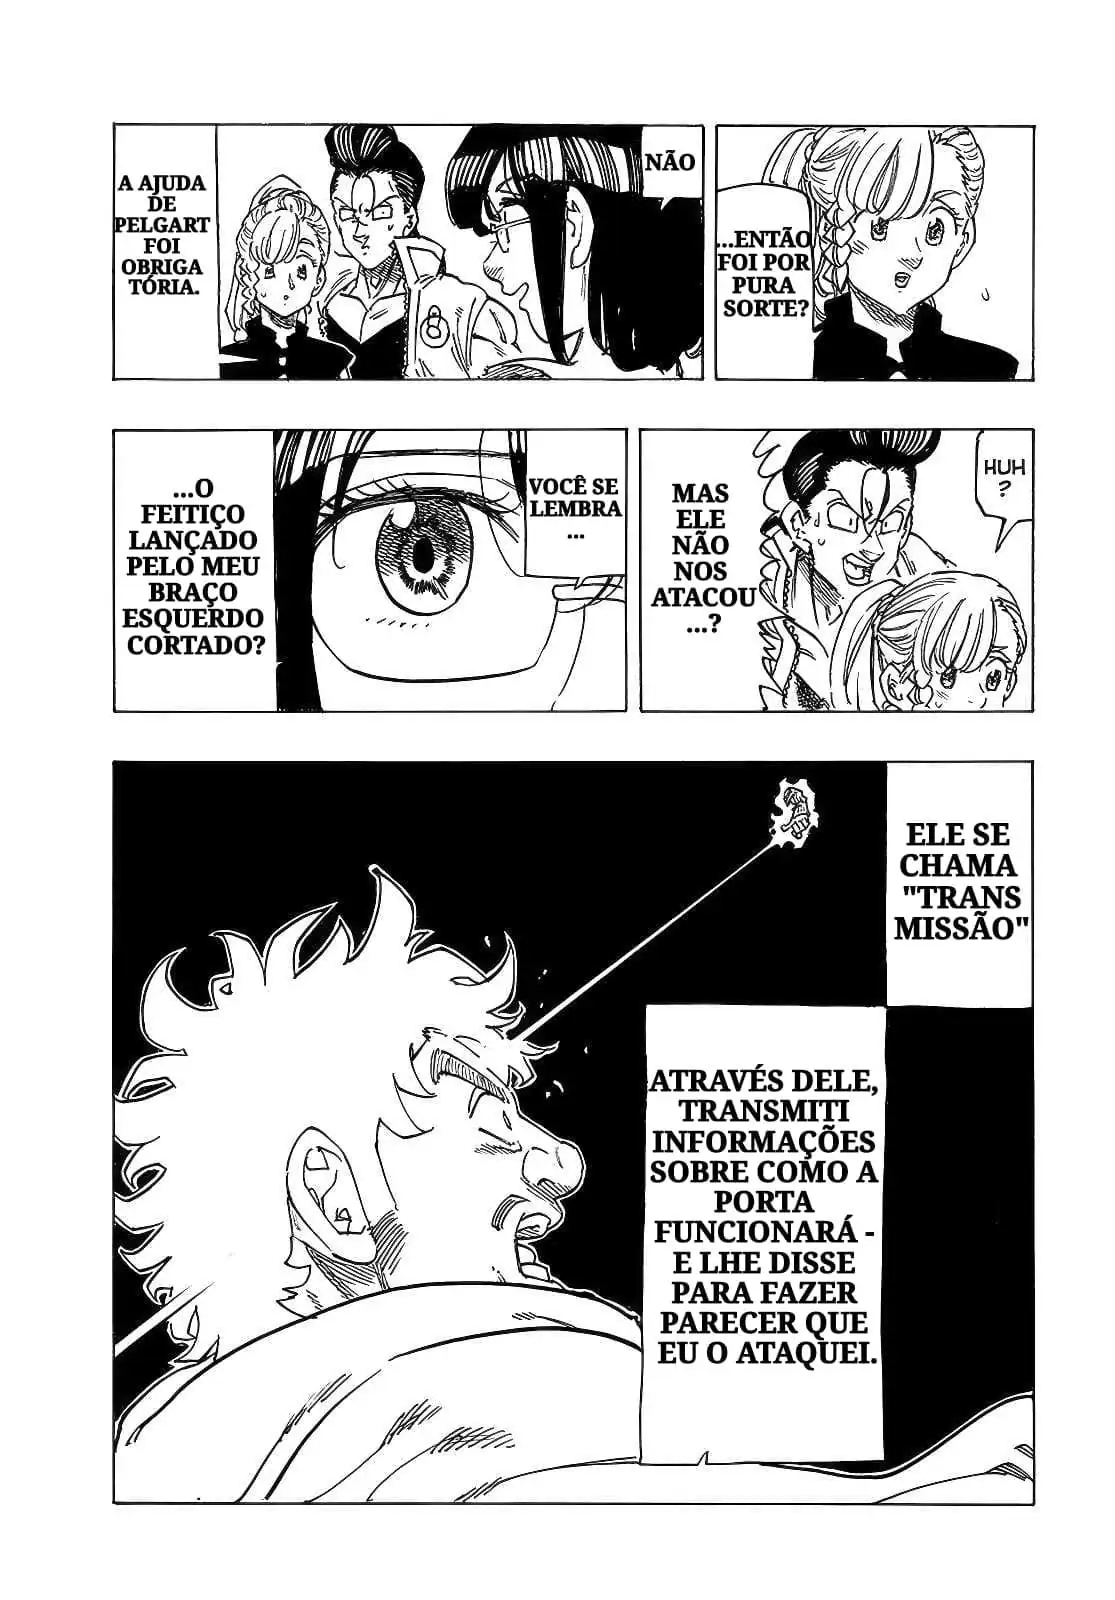 ...ENTÃO
FOI POR
PURA
SORTE?
NÃO
A AJUDA
DE
PELGART
FOI
OBRIGA
TÓRIA.
HUH
?
MAS
ELE
NÃO
NOS
ATACOU
...?
VOCÊ SE
LEMBRA
...
...O
FEITIÇO
LANÇADO
PELO MEU
BRAÇO
ESQUERDO
CORTADO?
ELE SE
CHAMA
"TRANS
MISSÃO"
ATRAVÉS DELE,
TRANSMITI
INFORMAÇÕES
SOBRE COMO A
PORTA
FUNCIONARÁ -
E LHE DISSE
PARA FAZER
PARECER QUE
EU O ATAQUEI.